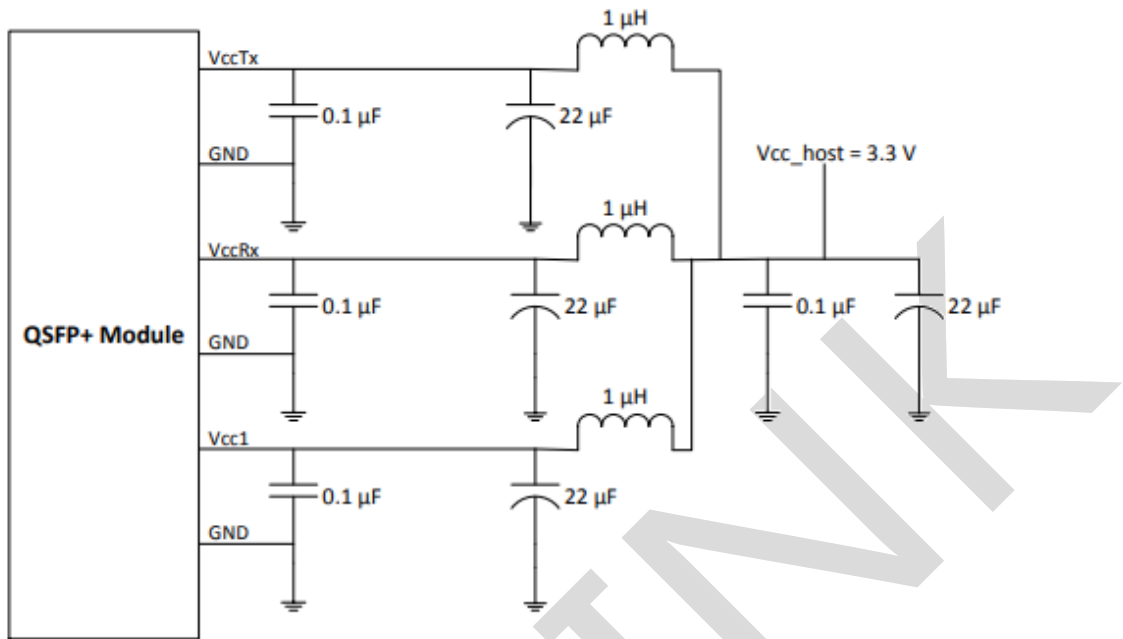 1 µH
VccTx
0.1 µF
22 µF
GND
Vcc_host = 3.3 V
1 µH
VccRx
0.1 µF
22 µF
0.1 µF
22 µF
QSFP+ Module
GND
1 µH
Vcc1
0.1 µF
22 µF
GND
INK